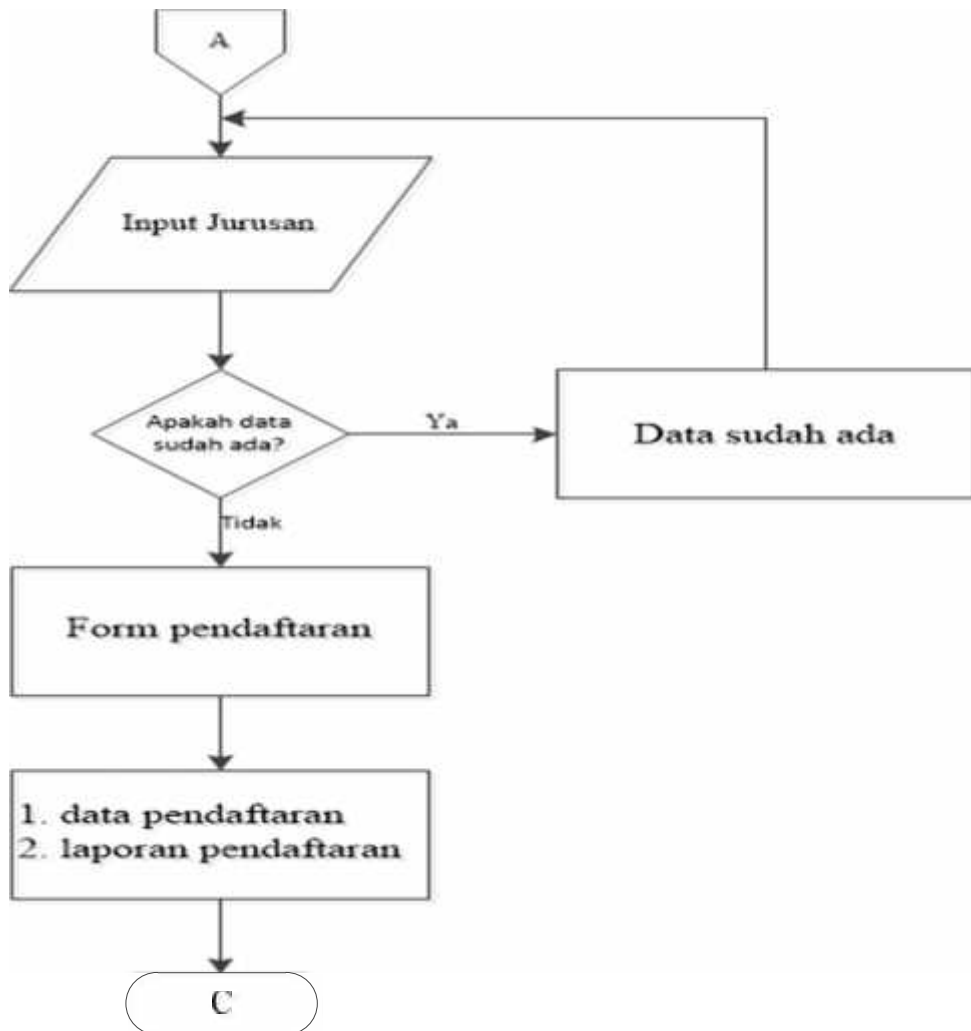 A
Input Jurusan
Apakah data
sudah ada?
Ya
Data sudah ada
Tidak
Form pendaftaran
1. data pendaftaran
2. laporan pendaftaran
C